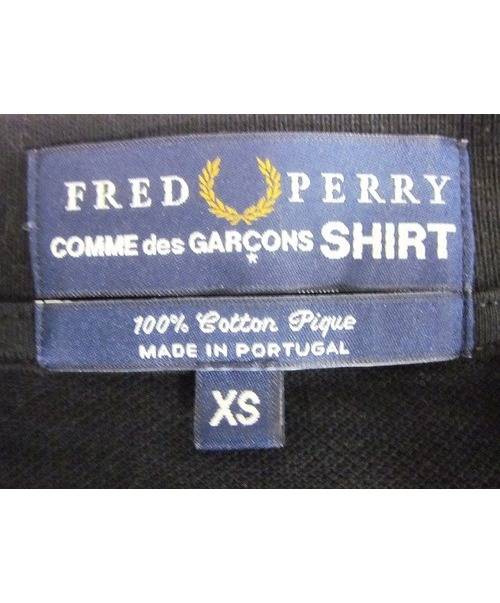 FRED PERRY
COMME des GARÇONS SHIRT
*
100% Cotton Pique
MADE IN PORTUGAL
XS